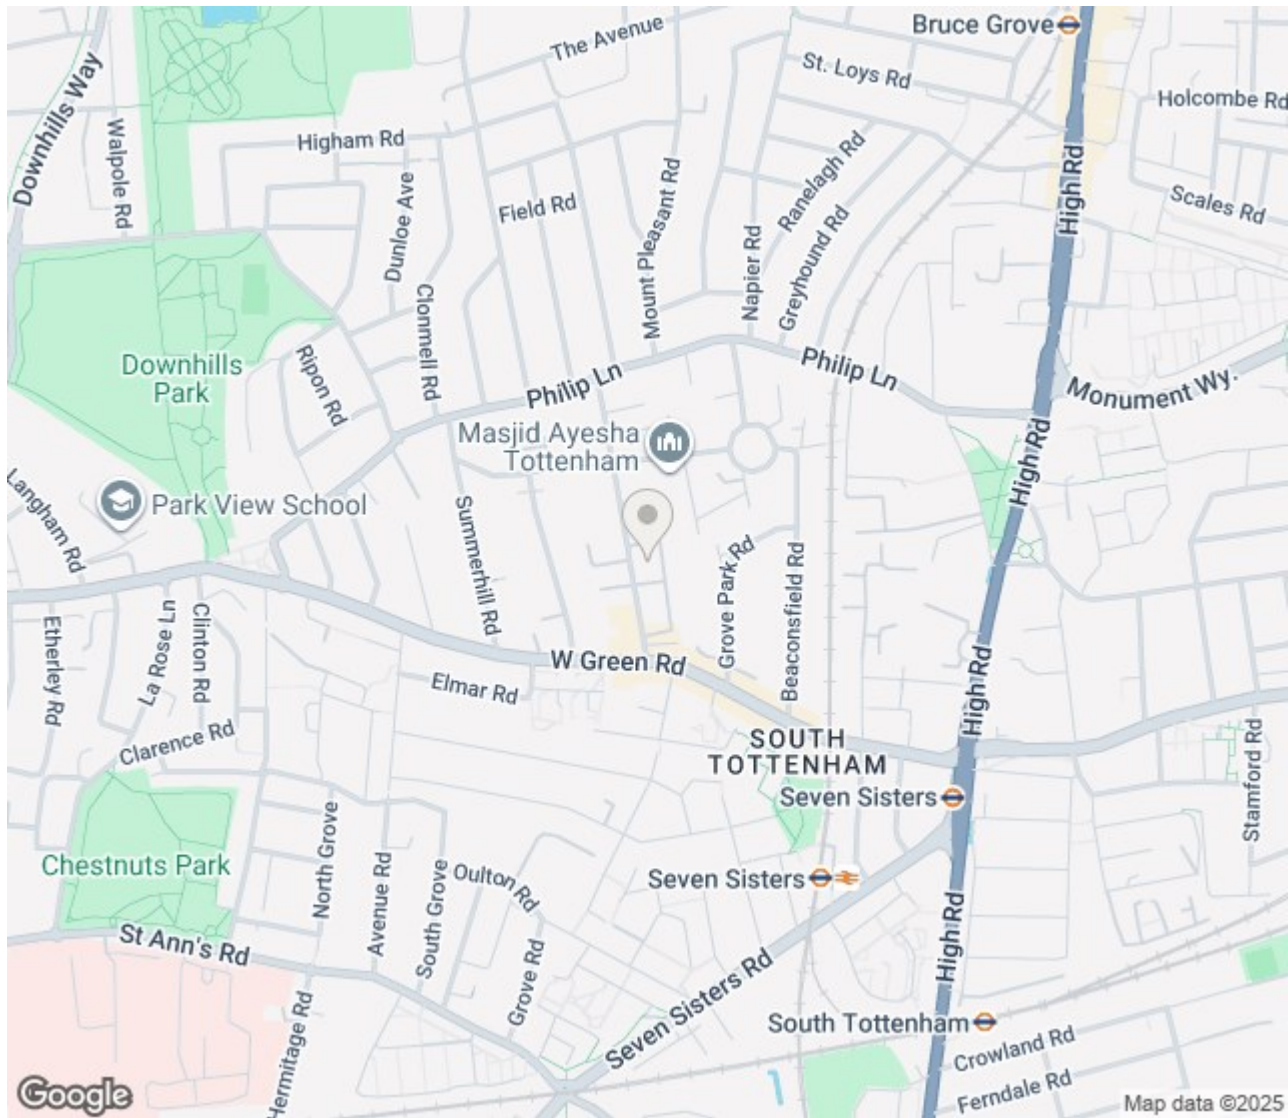 Bruce Grove
The Avenue
St. Loys Rd
Holcombe Rd
Downhills Way
Walpole Rd
Higham Rd
Dunloe Ave
Field Rd
Mount Pleasant Rd
Ranelagh Rd
Napier Rd
Greyhound Rd
High Rd
Scales Rd
Clonmell Rd
Downhills
Park
Ripon Rd
Philip Ln
Philip Ln
Monument Wy.
Masjid Ayesha
Tottenham
High Rd
Langham Rd
Park View School
Summerhill Rd
Grove Park Rd
Beaconsfield Rd
Etherley Rd
La Rose Ln
Clinton Rd
W Green Rd
Elmar Rd
High Rd
Clarence Rd
SOUTH
TOTTENHAM
Stamford Rd
Seven Sisters
Chestnuts Park
North Grove
Avenue Rd
South Grove
Oulton Rd
Seven Sisters
St Ann's Rd
Grove Rd
High Rd
Hermitage Rd
Seven Sisters Rd
South Tottenham
Crowland Rd
Ferndale Rd
Google
Map data ©2025